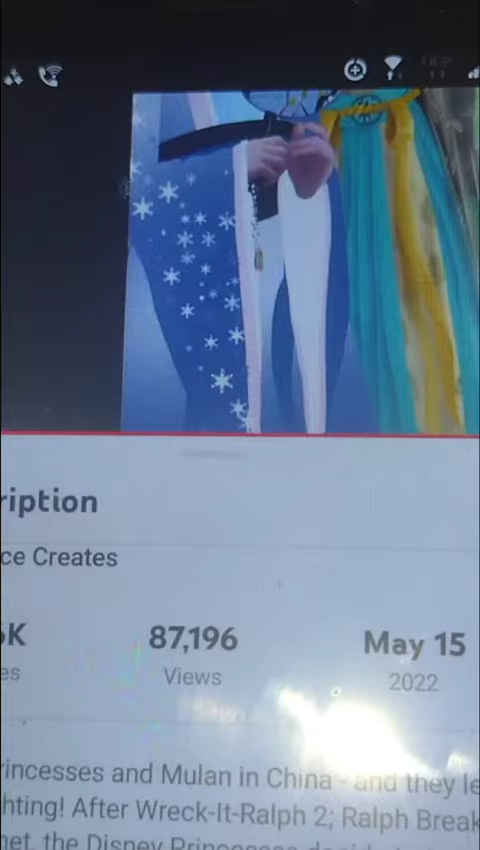 ription
ce Creates
5K 87,196 May 15
es Views 2022
rincesses and Mulan in China - and they le
hting! After Wreck-It-Ralph 2; Ralph Break
net, the Disney Princesses